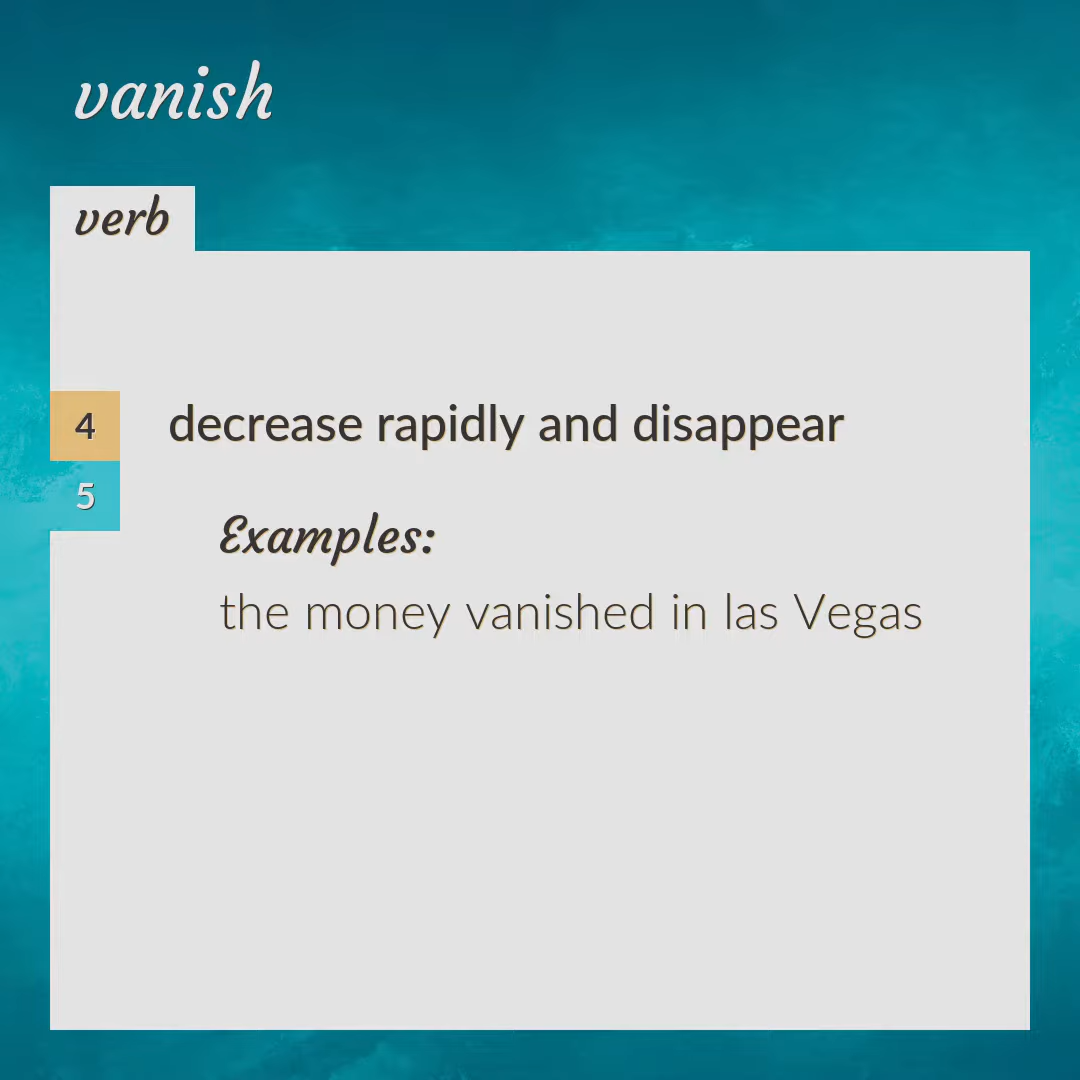 vanish
verb
4
decrease rapidly and disappear
5
Examples:
the money vanished in las Vegas